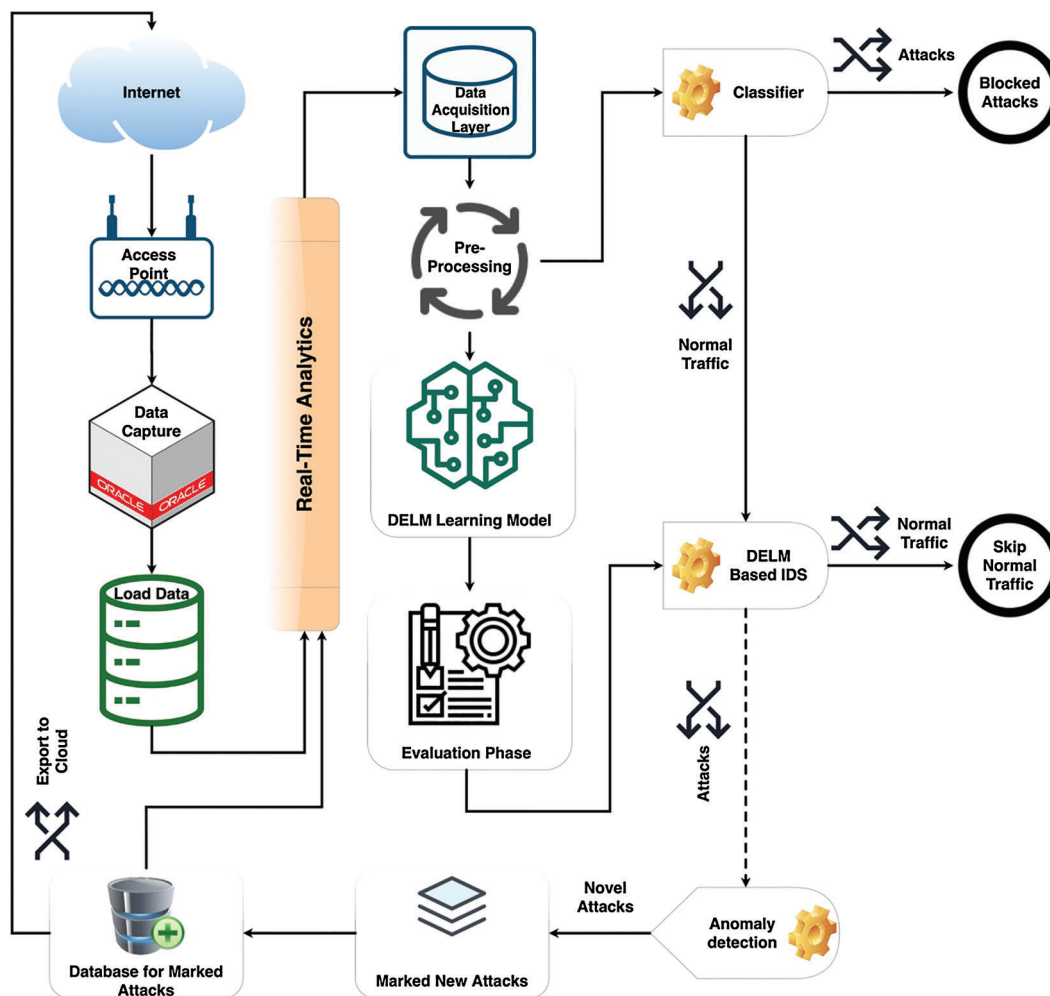 Internet
Access
Point
Data
Capture
ORACLE
ORACLE
Load Data
Export to
Cloud
Real-Time Analytics
Data
Acquisition
Layer
Pre-
Processing
DELM Learning Model
Evaluation Phase
Classifier
Attacks
Blocked
Attacks
Normal
Traffic
DELM
Based IDS
Normal
Traffic
Skip
Normal
Traffic
Attacks
Anomaly
detection
Novel
Attacks
Marked New Attacks
Database for Marked
Attacks